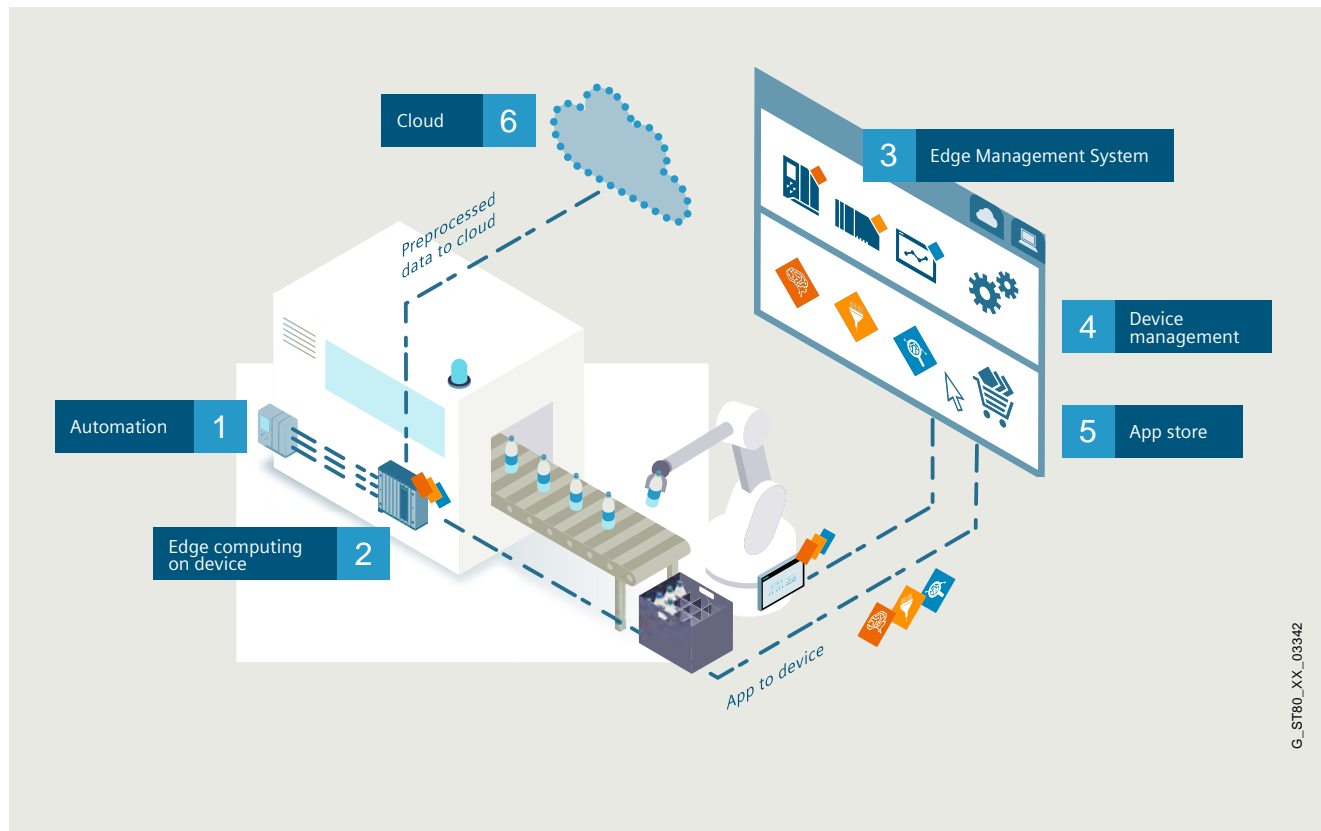 Cloud 6
3 Edge Management System
Preprocessed
data to cloud
4 Device
management
Automation 1
5 App store
Edge computing
on device 2
App to device
G_ST80_XX_03342